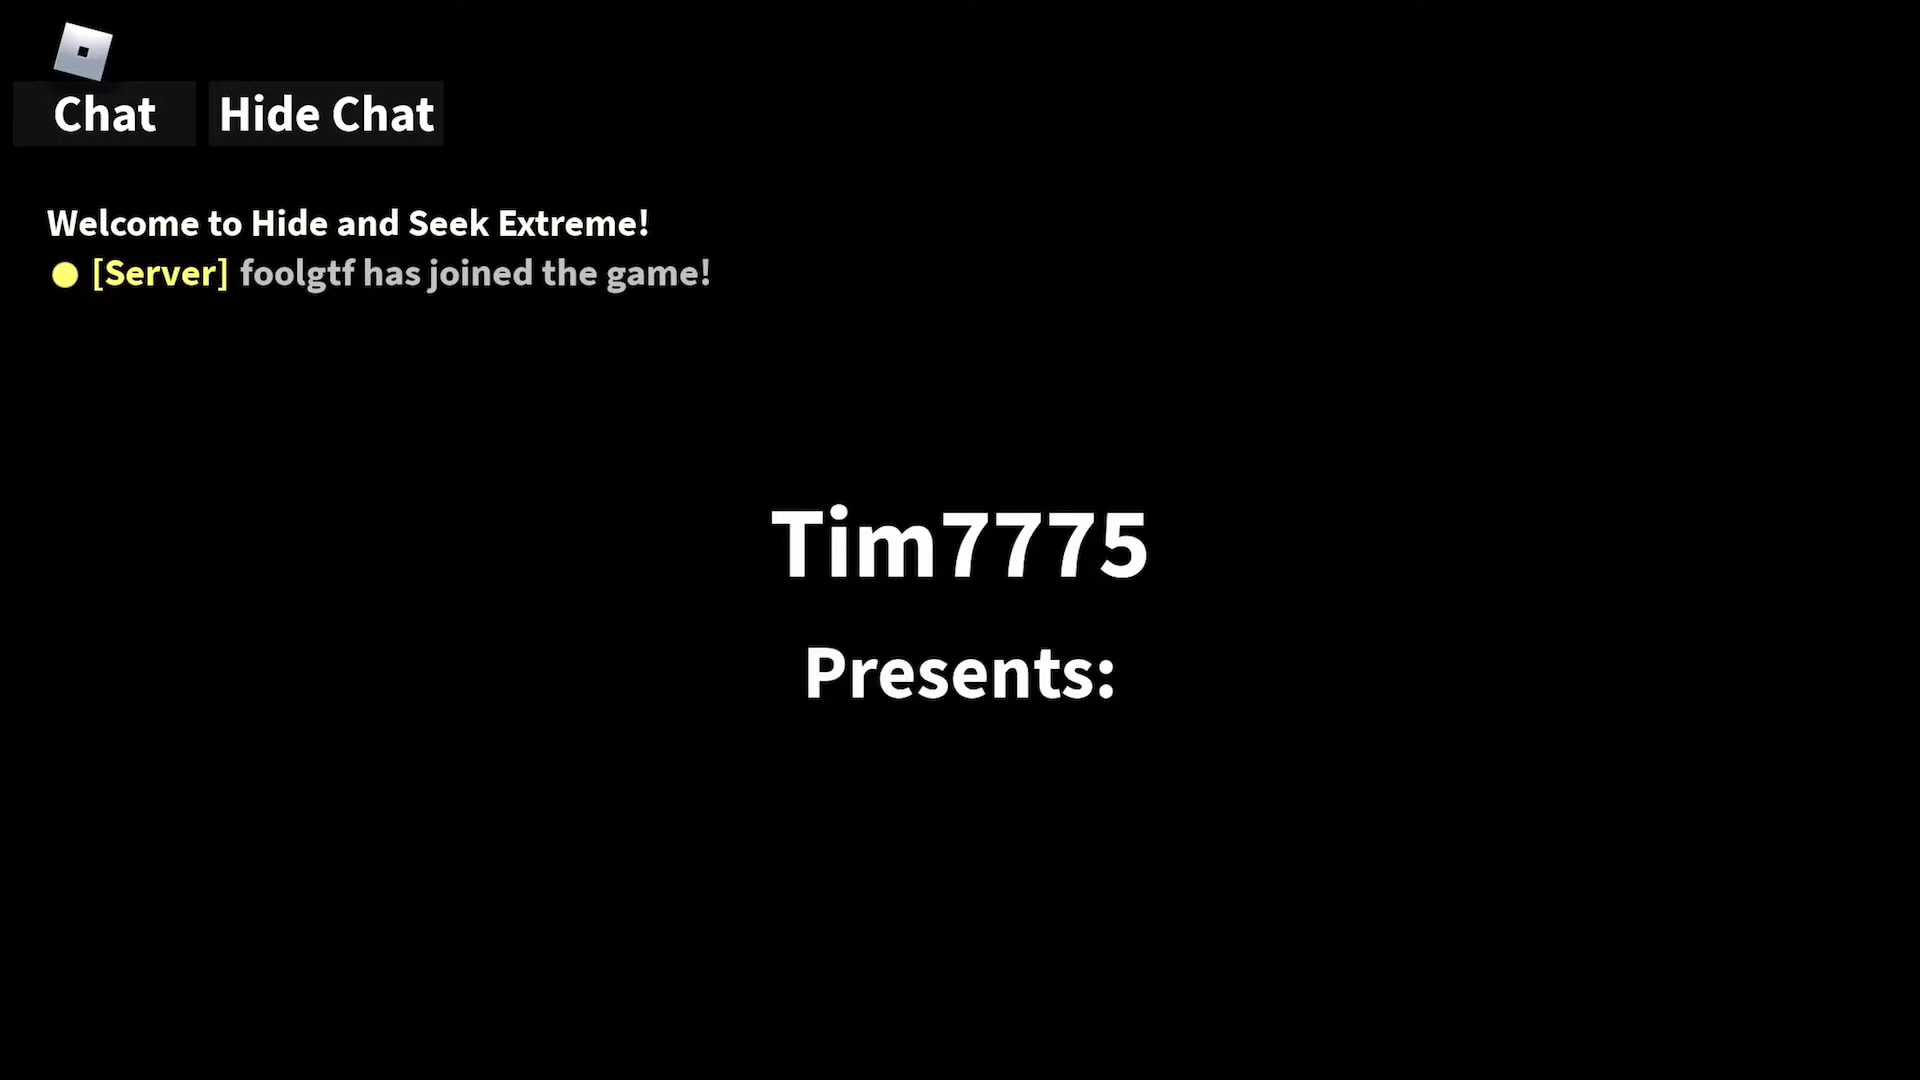 Chat Hide Chat
Welcome to Hide and Seek Extreme!
[Server] foolgtf has joined the game!
Tim7775
Presents: